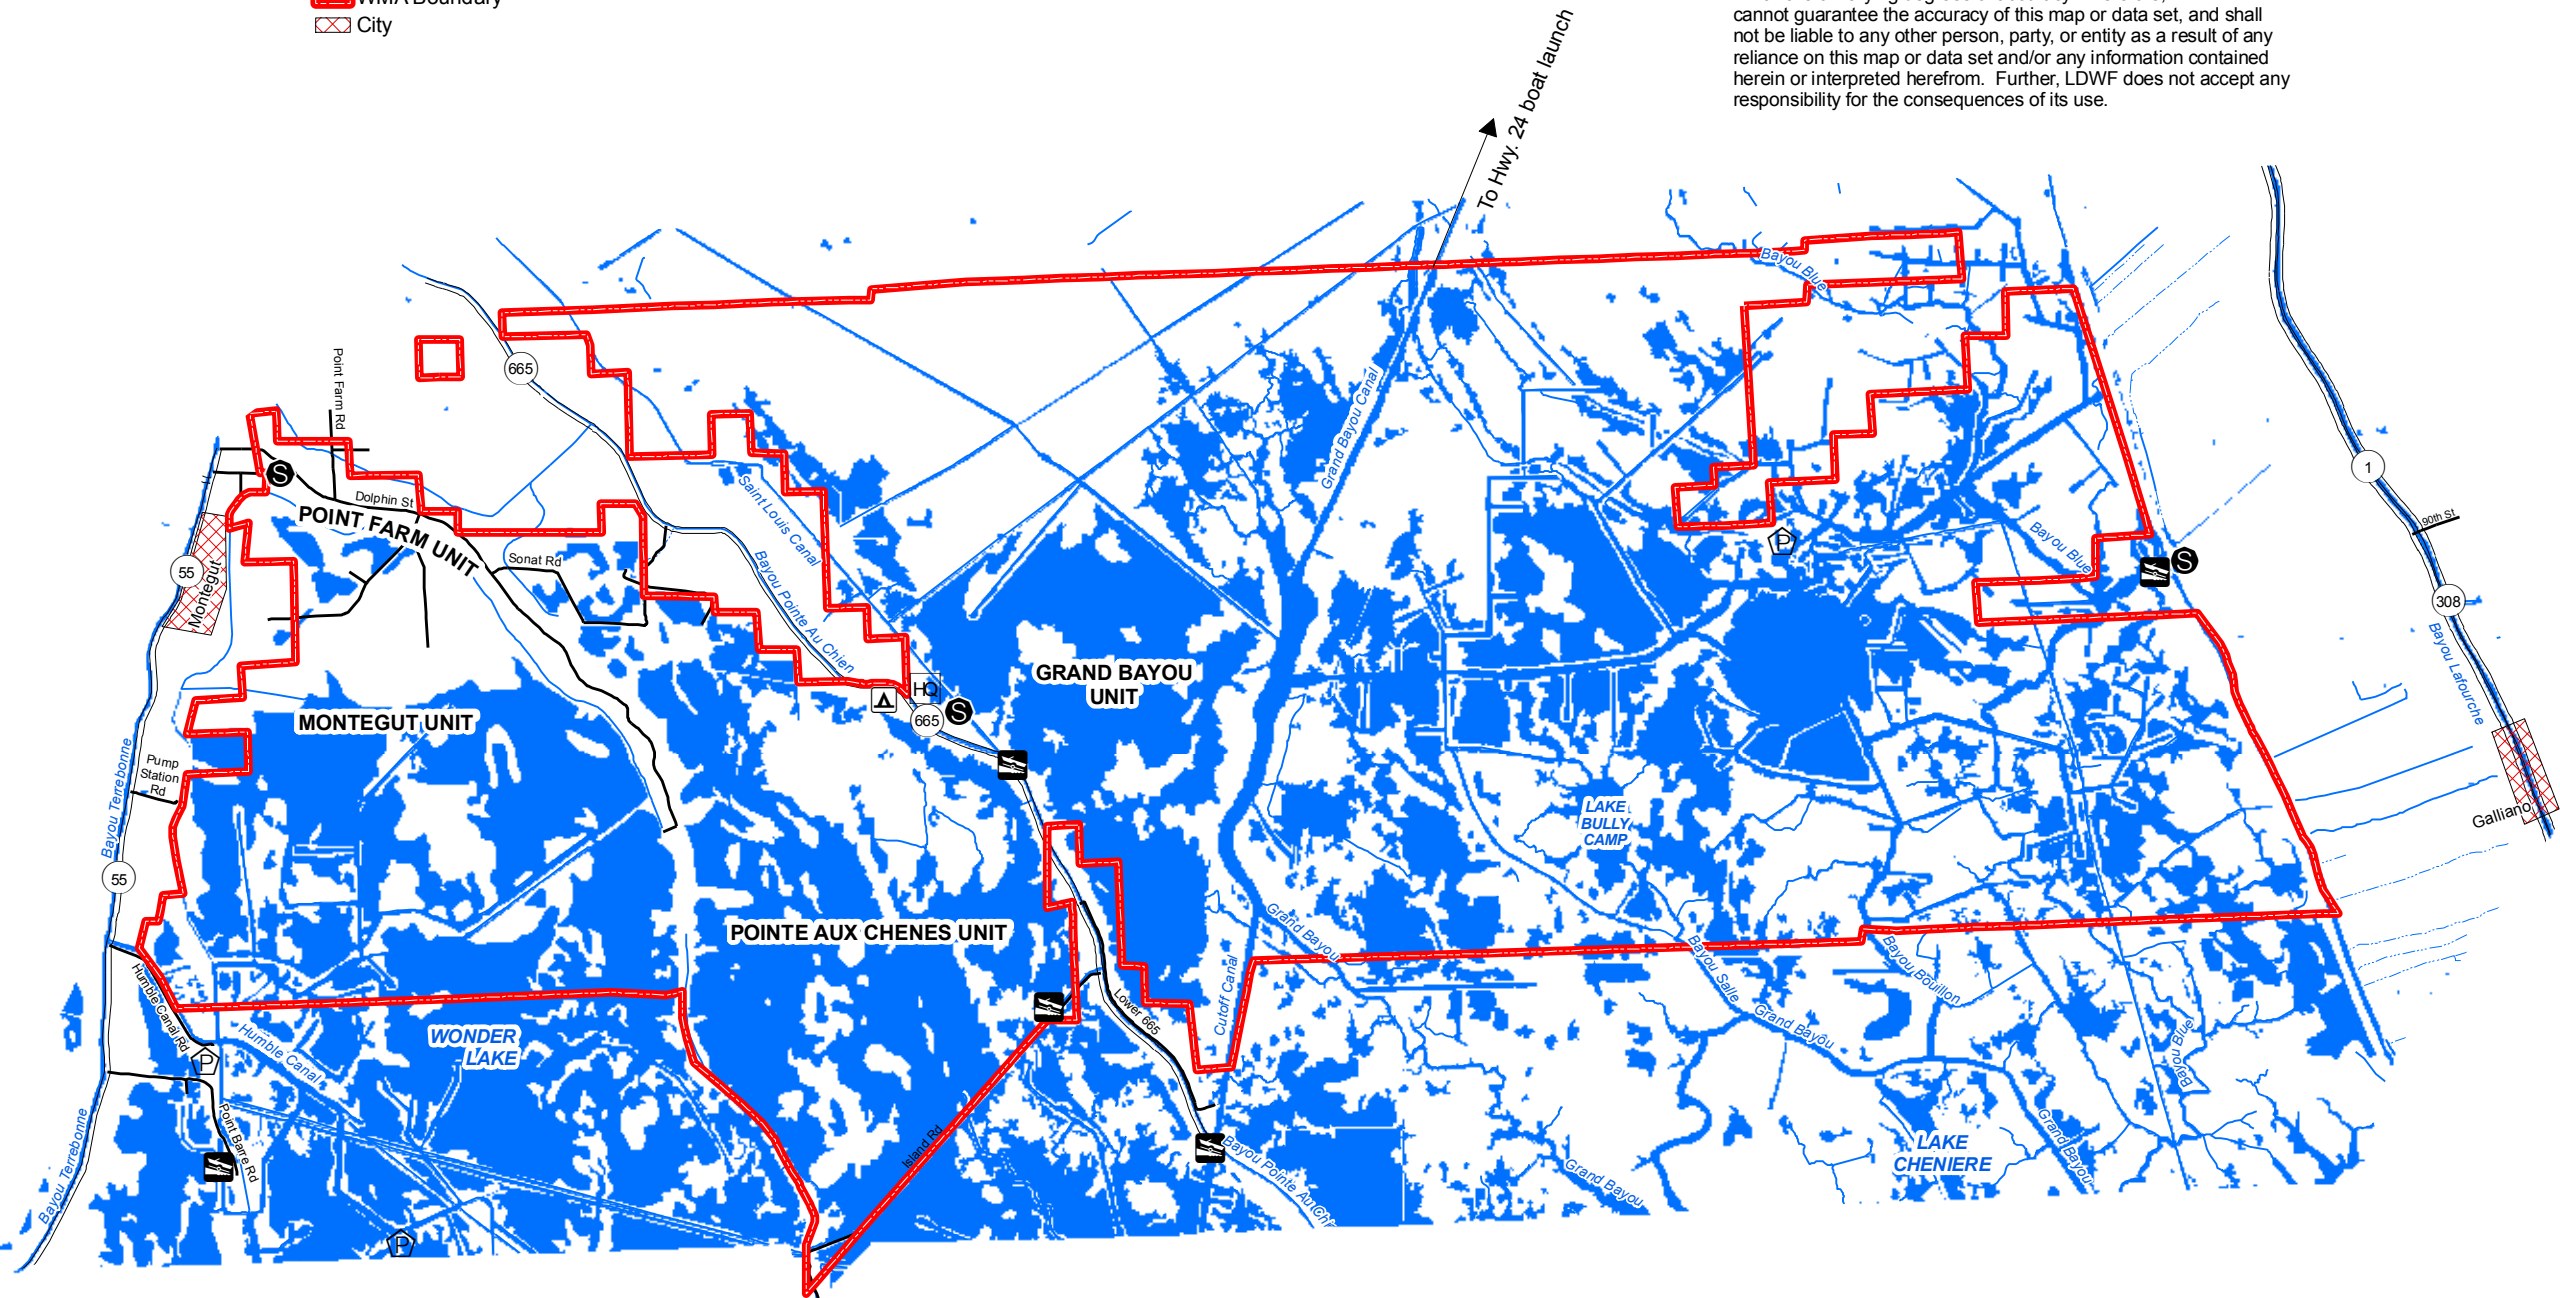 WMA Boundary
City
cannot guarantee the accuracy of this map or data set, and shall
not be liable to any other person, party, or entity as a result of any
reliance on this map or data set and/or any information contained
herein or interpreted herefrom.  Further, LDWF does not accept any
responsibility for the consequences of its use.
To Hwy. 24 boat launch
Bayou Blue
665
Point Farm Rd
Grand Bayou Canal
1
S
Dolphin St
POINT FARM UNIT
Saint Louis Canal
90th St
P
Bayou Blue
Sonat Rd
55
Montegut
Bayou Pointe Au Chien
S
308
GRAND BAYOU
UNIT
HQ
665
S
Bayou Lafourche
MONTEGUT UNIT
Pump
Station
Rd
Bayou Terrebonne
LAKE
BULLY
CAMP
Galliano
55
POINTE AUX CHENES UNIT
Grand Bayou
Cutoff Canal
Bayou Salle
Bayou Bouillon
Humble Canal Rd
Lower 665
WONDER
LAKE
Humble Canal
P
Grand Bayou
Bayou Blue
Point Barre Rd
Island Rd
Bayou Terrebonne
Bayou Pointe Au Chi
Grand Bayou
LAKE
CHENIERE
Grand Bayou
P